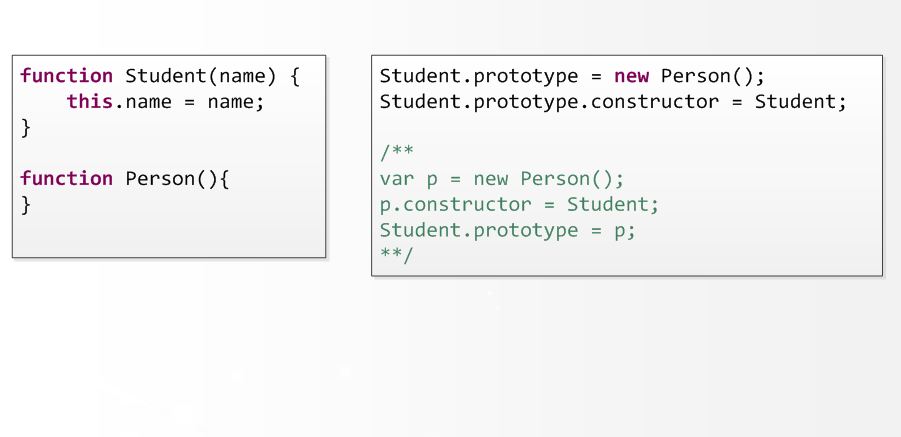 function Student(name) {
    this.name = name;
}

function Person(){
}
Student.prototype = new Person();
Student.prototype.constructor = Student;

/**
var p = new Person();
p.constructor = Student;
Student.prototype = p;
**/